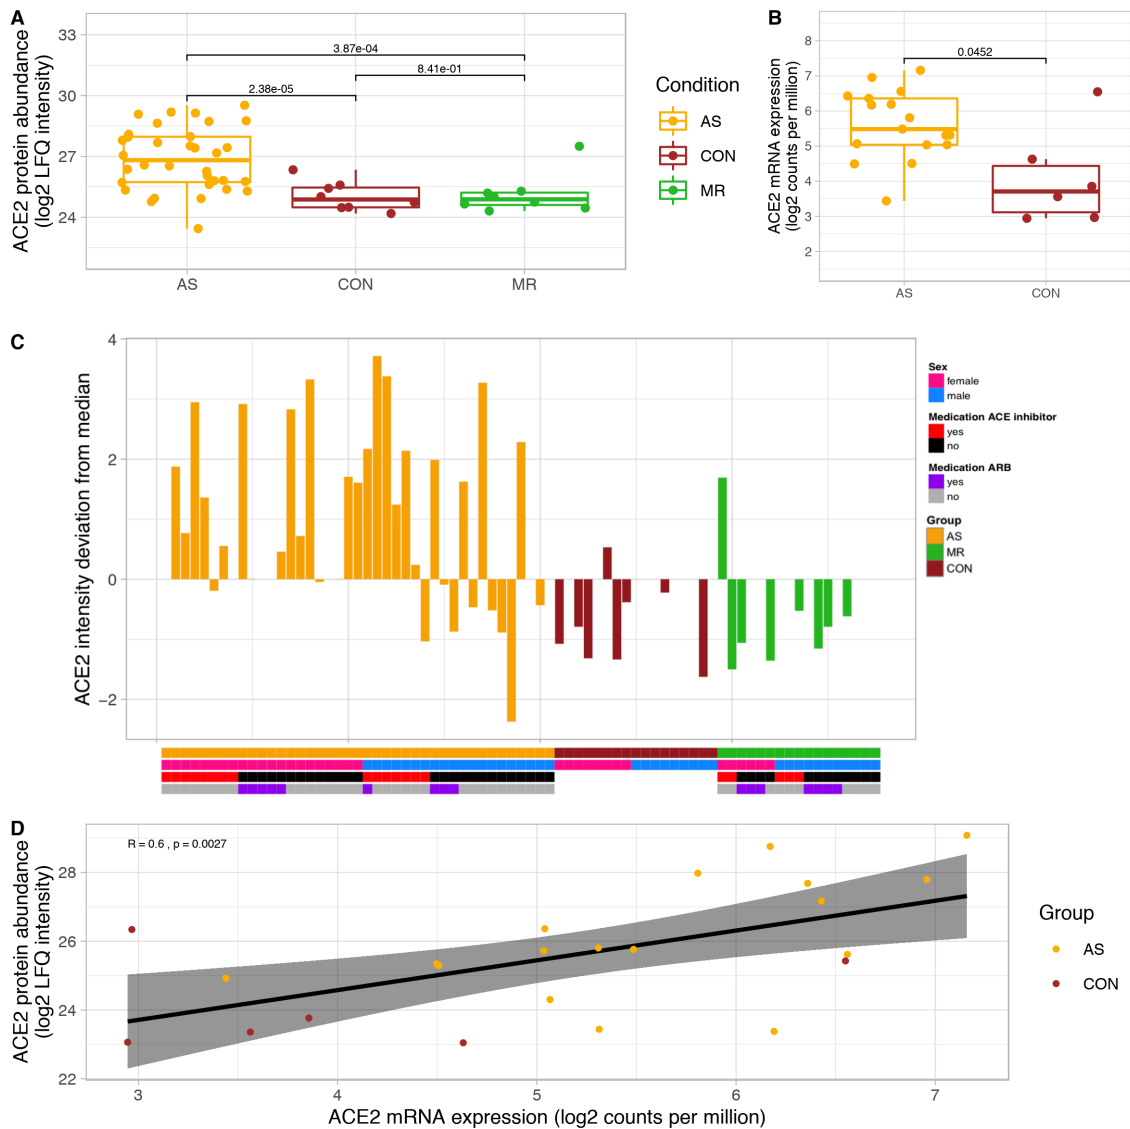 A
ACE2 protein abundance
(log2 LFQ intensity)
33
30
27
24
3.87e-04
8.41e-01
2.38e-05
AS
CON
MR
Condition
AS
CON
MR
B
ACE2 mRNA expression
(log2 counts per million)
8
7
6
5
4
3
2
0.0452
AS
CON
C
ACE2 intensity deviation from median
4
2
0
−2
Sex
female
male
Medication ACE inhibitor
yes
no
Medication ARB
yes
no
Group
AS
MR
CON
D
ACE2 protein abundance
(log2 LFQ intensity)
R = 0.6 , p = 0.0027
28
26
24
22
3
4
5
6
7
ACE2 mRNA expression (log2 counts per million)
Group
AS
CON